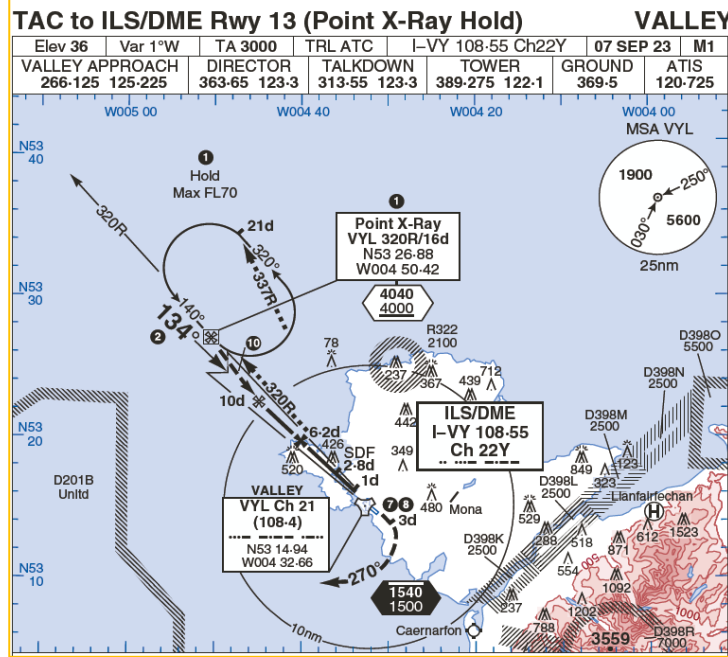 TAC to ILS/DME Rwy 13 (Point X-Ray Hold) VALLEY
Elev 36 Var 1°W TA 3000 TRL ATC I–VY 108·55 Ch22Y 07 SEP 23 M1
VALLEY APPROACH DIRECTOR TALKDOWN TOWER GROUND ATIS
266·125 125·225 363·65 123·3 313·55 123·3 389·275 122·1 369·5 120·725
W005 00 W004 40 W004 20 W004 00
MSA VYL
N53
40
1
Hold
Max FL70
1900
250°
5600
030°
25nm
320R
21d
1
Point X-Ray
VYL 320R/16d
N53 26·88
W004 50·42
320°
337R
N53
30
4040
4000
140°
134°
2
10
78
R322
2100
D398O
5500
D398N
2500
237
367
439
712
320R
10d
442
ILS/DME
I–VY 108·55
Ch 22Y
D398M
2500
N53
20
6·2d
426
520
SDF
2·8d
1d
349
849
323
123
D201B
Unltd
VALLEY
VYL Ch 21
(108·4)
N53 14·94
W004 32·66
7 8
3d
480
Mona
D398L
2500
529
Llanfairfechan
H
288
518
612
1523
871
D398K
2500
500
554
N53
10
270°
1540
1500
237
1092
1202
1000
788
10nm
Caernarfon
3559
D398R
7000